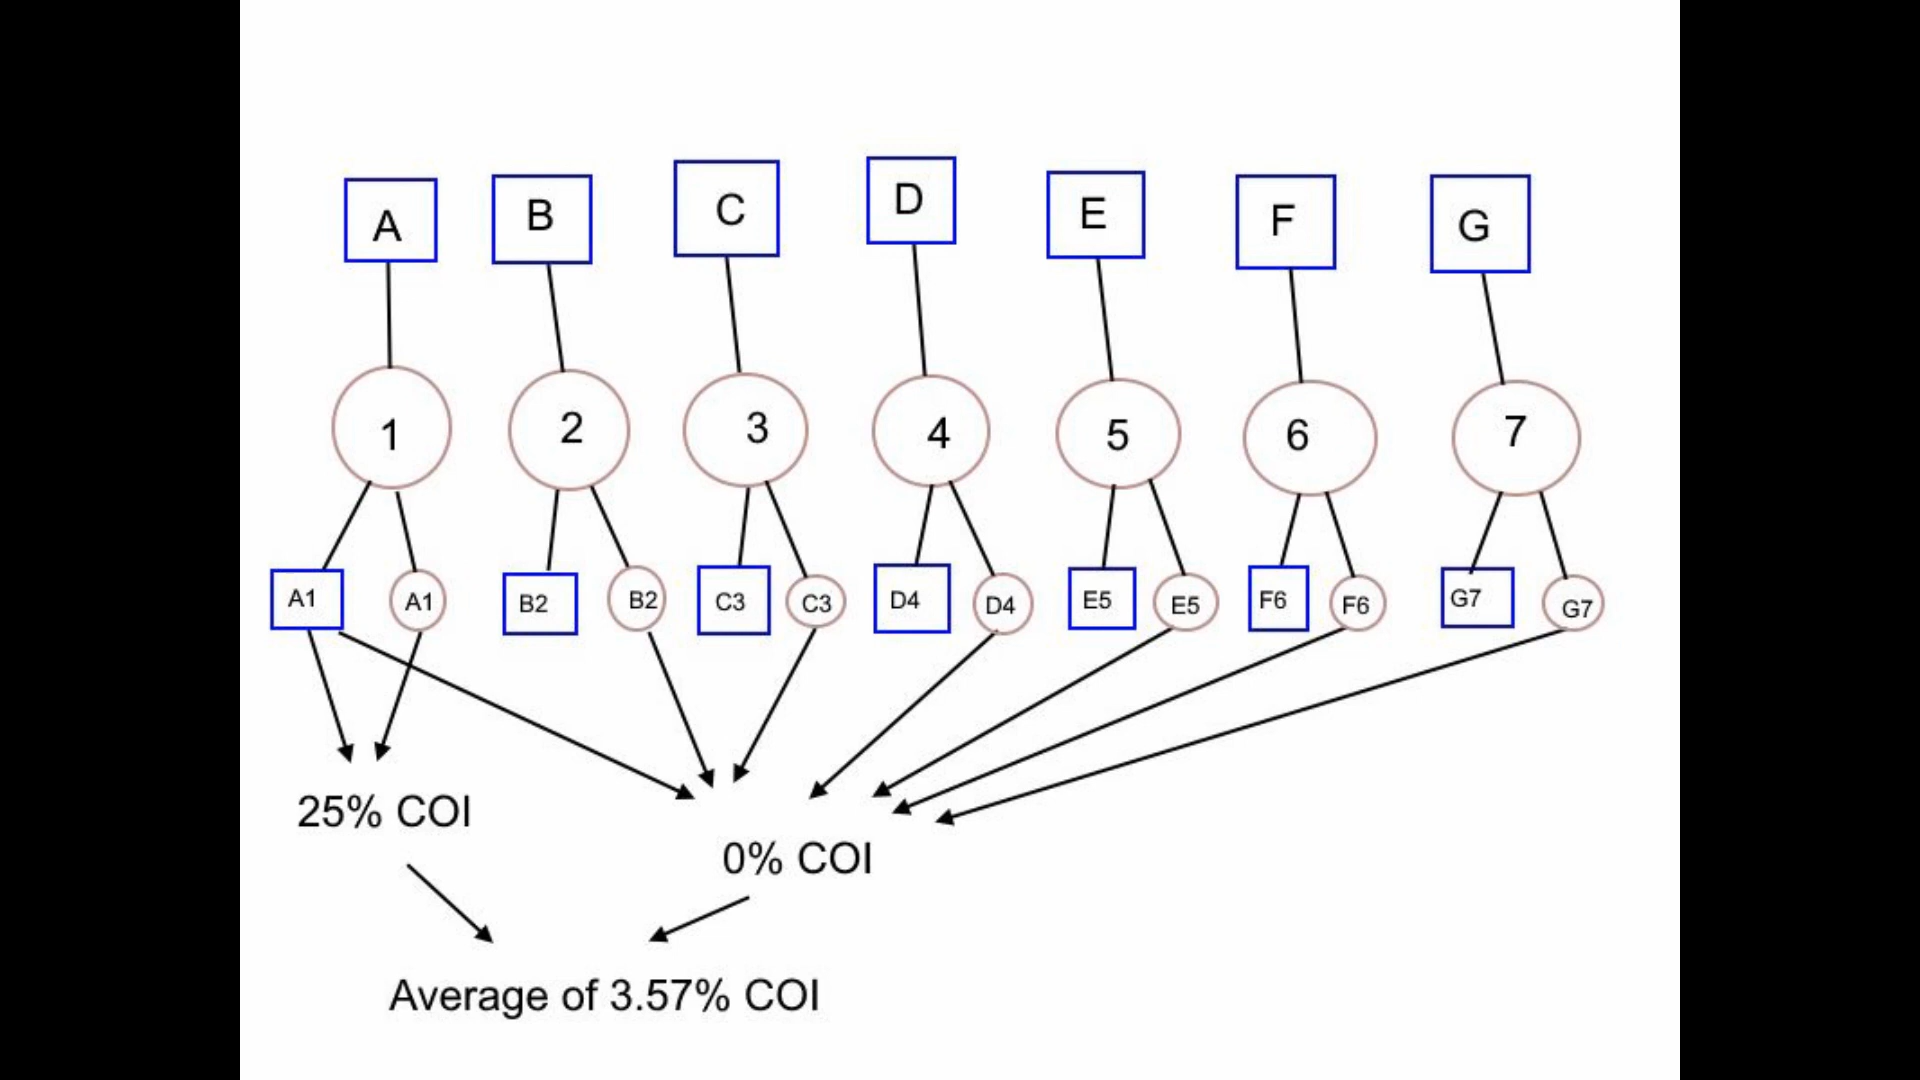 A B C D E F G
1 2 3 4 5 6 7
A1 A1 B2 B2 C3 C3 D4 D4 E5 E5 F6 F6 G7 G7
25% COI
0% COI
Average of 3.57% COI